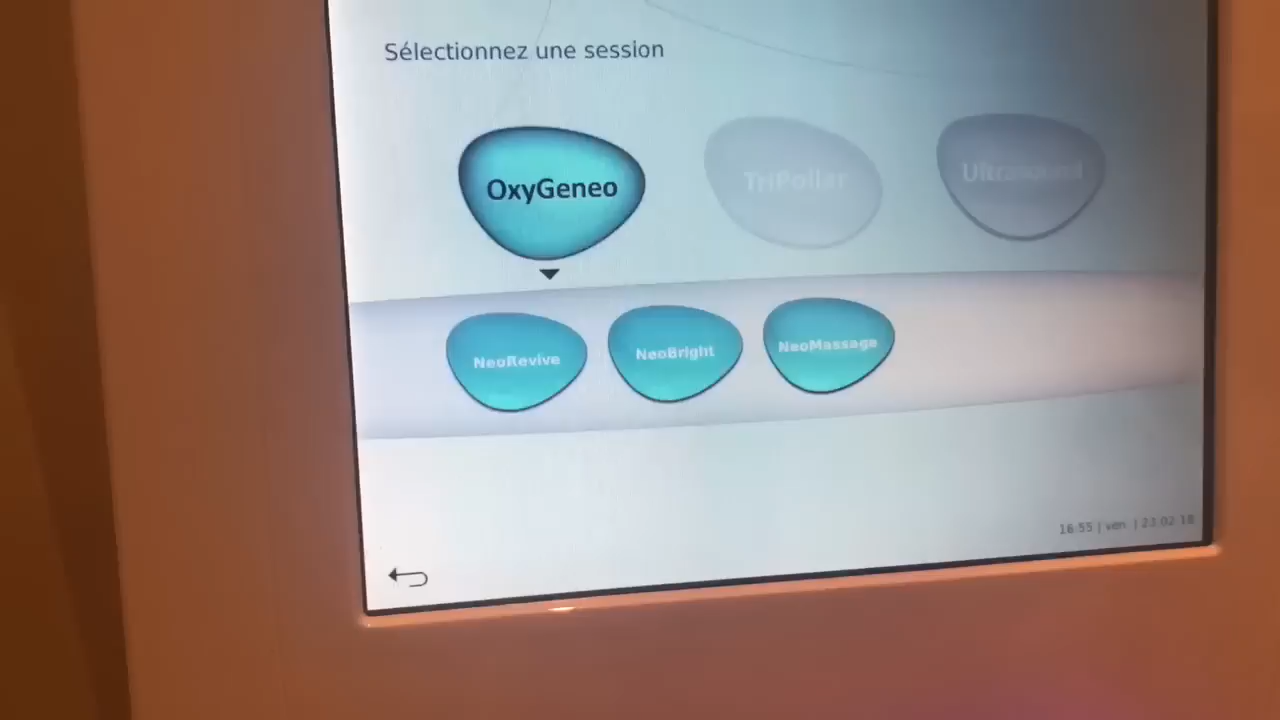 Sélectionnez une session
OxyGeneo
TriPollar
Ultrasound
NeoRevive
NeoBright
NeoMassage
16:55 | ven. | 23.02.18